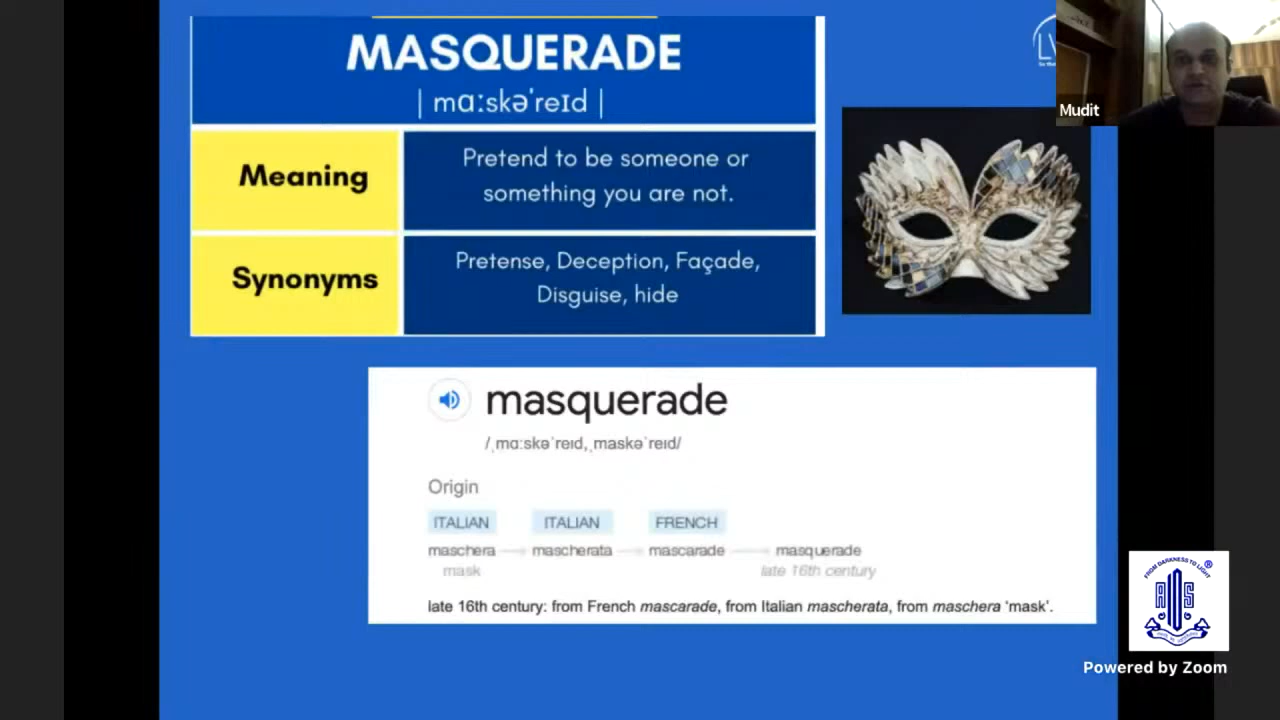 MASQUERADE
| mɑːskəˈreɪd |
Meaning
Pretend to be someone or
something you are not.
Synonyms
Pretense, Deception, Façade,
Disguise, hide
LV
Mudit
masquerade
/ˌmɑːskəˈreɪd,ˌmaskəˈreɪd/
Origin
ITALIAN ITALIAN FRENCH
maschera mascherata mascarade masquerade
mask late 16th century
late 16th century: from French mascarade, from Italian mascherata, from maschera ‘mask’.
FROM DARKNESS TO LIGHT ®
Powered by Zoom